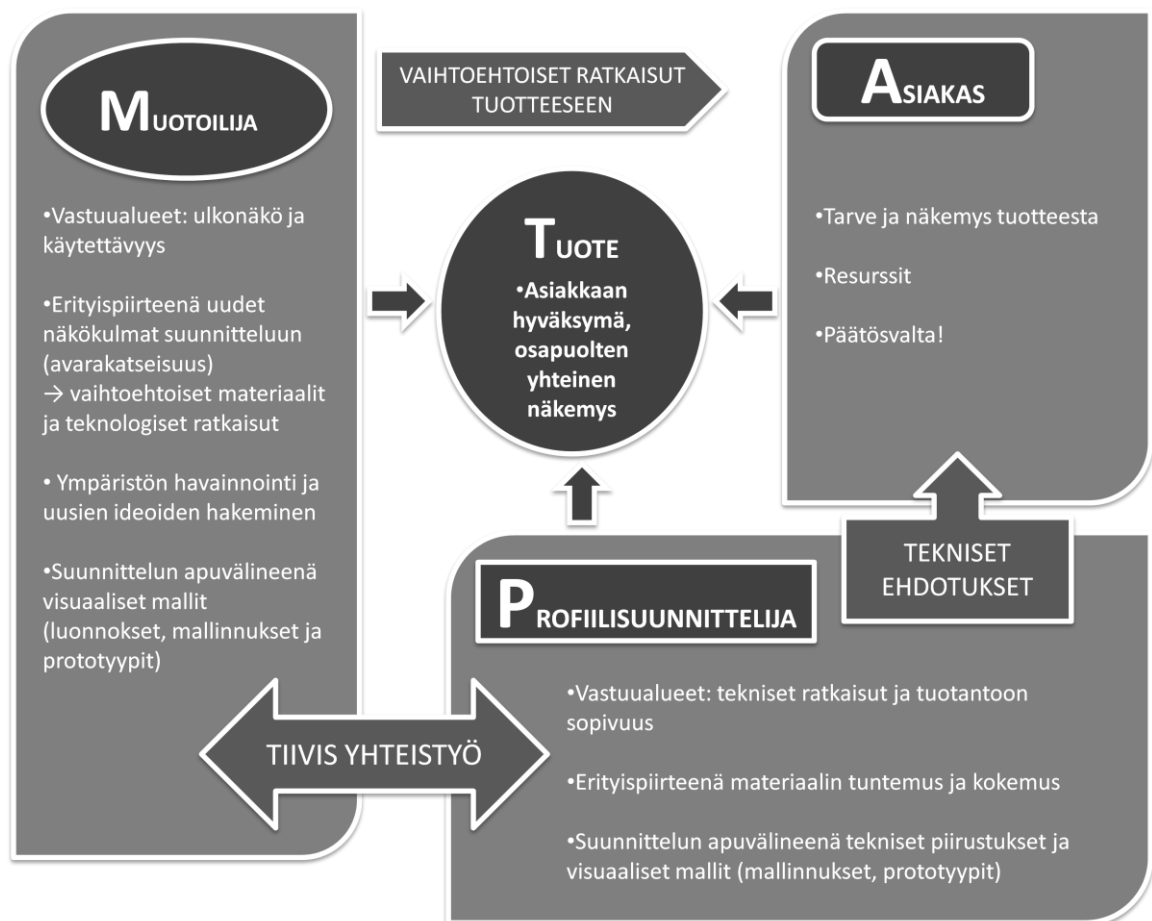 MUOTOILIJA
•Vastuualueet: ulkonäkö ja
käytettävyys
•Erityispiirteenä uudet
näkökulmat suunnitteluun
(avarakatseisuus)
→ vaihtoehtoiset materiaalit
ja teknologiset ratkaisut
• Ympäristön havainnointi ja
uusien ideoiden hakeminen
•Suunnittelun apuvälineenä
visuaaliset mallit
(luonnokset, mallinnukset ja
prototyypit)
VAIHTOEHTOISET RATKAISUT
TUOTTEESEEN
TUOTE
•Asiakkaan
hyväksymä,
osapuolten
yhteinen
näkemys
ASIAKAS
•Tarve ja näkemys tuotteesta
•Resurssit
•Päätösvalta!
TEKNISET
EHDOTUKSET
PROFIILISUUNNITTELIJA
•Vastuualueet: tekniset ratkaisut ja tuotantoon
sopivuus
•Erityispiirteenä materiaalin tuntemus ja kokemus
•Suunnittelun apuvälineenä tekniset piirustukset ja
visuaaliset mallit (mallinnukset, prototyypit)
TIIVIS YHTEISTYÖ